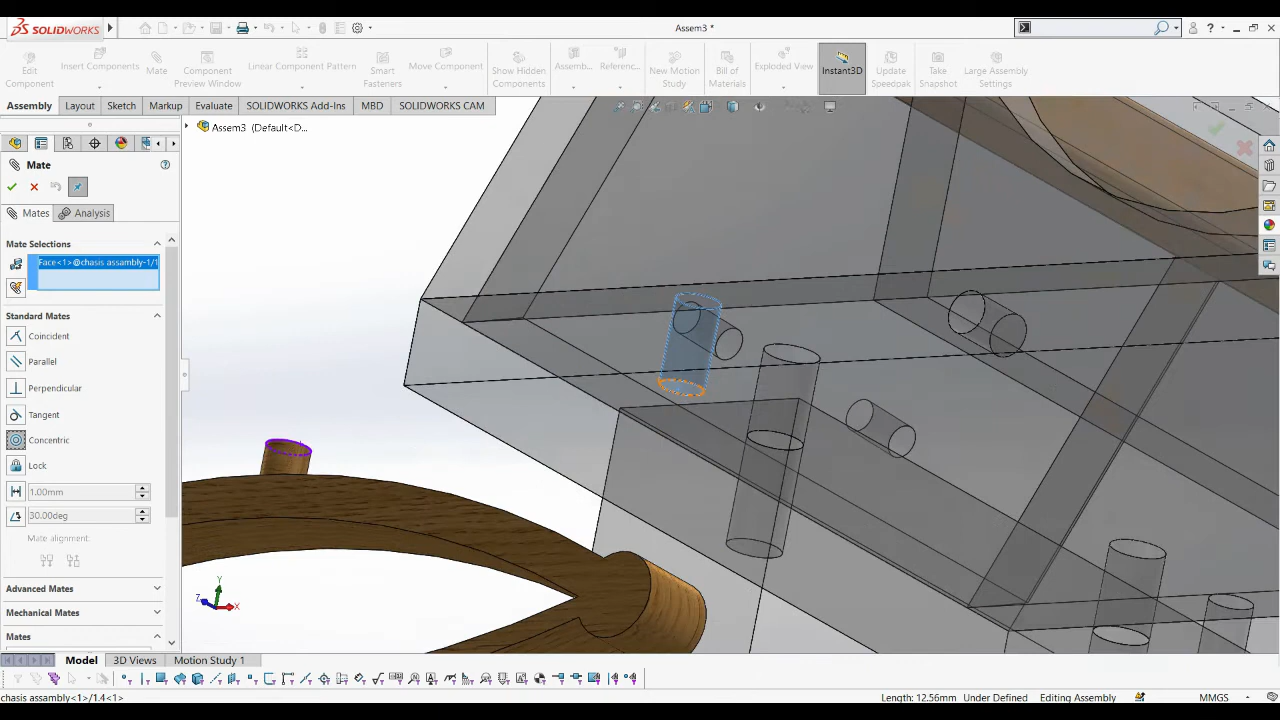 SOLIDWORKS
Assem3 *
Edit Component
Insert Components
Mate
Component Preview Window
Linear Component Pattern
Smart Fasteners
Move Component
Show Hidden Components
Assemb...
Referenc...
New Motion Study
Bill of Materials
Exploded View
Instant3D
Update Speedpak
Take Snapshot
Large Assembly Settings
Assembly
Layout
Sketch
Markup
Evaluate
SOLIDWORKS Add-Ins
MBD
SOLIDWORKS CAM
Assem3 (Default<D...
Mate
Mates
Analysis
Mate Selections
Face<1>@chasis assambly-1/1
Standard Mates
Coincident
Parallel
Perpendicular
Tangent
Concentric
Lock
1.00mm
30.00deg
Mate alignment:
Advanced Mates
Mechanical Mates
Mates
Y
Z
X
Model
3D Views
Motion Study 1
chasis assambly<1>/1.4<1>
Length: 12.56mm
Under Defined
Editing Assembly
MMGS